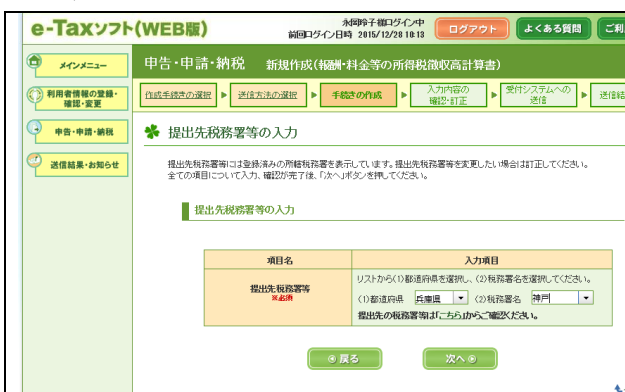 e-Taxソフト(WEB版)
永岡玲子様ログイン中
前回ログイン日時 2015/12/28 18:13
ログアウト
よくある質問
ご利
メインメニュー
利用者情報の登録・
確認・変更
申告・申請・納税
送信結果・お知らせ
申告・申請・納税 新規作成(報酬・料金等の所得税徴収高計算書)
作成手続きの選択
送信方法の選択
手続きの作成
入力内容の
確認・訂正
受付システムへの
送信
送信結
提出先税務署等の入力
提出先税務署等には登録済みの所轄税務署を表示しています。提出先税務署等を変更したい場合は訂正してください。
全ての項目について入力、確認が完了後、「次へ」ボタンを押してください。
提出先税務署等の入力
項目名 入力項目
提出先税務署等
※必須
リストから(1)都道府県を選択し、(2)税務署名を選択してください。
(1)都道府県 兵庫県 (2)税務署名 神戸
提出先の税務署等は「こちら」からご確認ください。
戻る
次へ